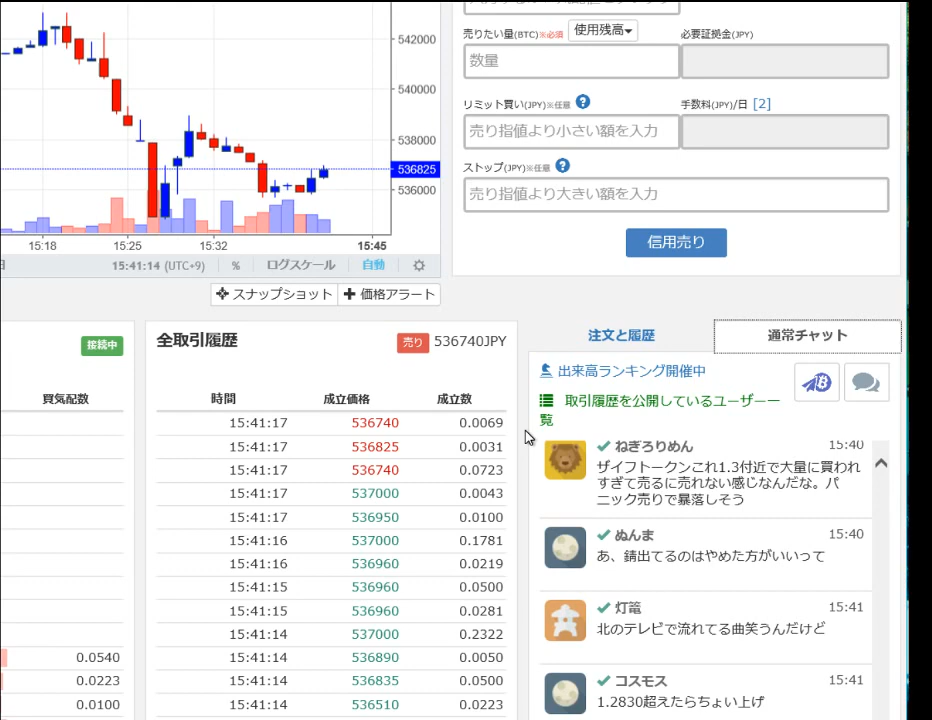 売りたい量(BTC)※必須 使用残高 必要証拠金(JPY)
数量
リミット買い(JPY)※任意 ? 手数料(JPY)/日 [2]
売り指値より小さい額を入力
ストップ(JPY)※任意 ?
売り指値より大きい額を入力
信用売り
542000
540000
538000
536825
536000
15:18 15:25 15:32 15:45
15:41:14 (UTC+9) % ログスケール 自動
スナップショット 価格アラート
接続中
買気配数
0.0540
0.0223
0.0100
全取引履歴 売り 536740JPY
時間 成立価格 成立数
15:41:17 536740 0.0069
15:41:17 536825 0.0031
15:41:17 536740 0.0723
15:41:17 537000 0.0043
15:41:17 536950 0.0100
15:41:16 537000 0.1781
15:41:16 536960 0.0219
15:41:15 536960 0.0500
15:41:15 536960 0.0281
15:41:14 537000 0.2322
15:41:14 536890 0.0050
15:41:14 536835 0.0500
15:41:14 536510 0.0223
注文と履歴 通常チャット
出来高ランキング開催中
取引履歴を公開しているユーザー一
覧
ねぎろりめん 15:40
ザイフトークンこれ1.3付近で大量に買われ
すぎて売るに売れない感じなんだな。パ
ニック売りで暴落しそう
ぬんま 15:40
あ、錆出てるのはやめた方がいいって
灯篭 15:41
北のテレビで流れてる曲笑うんだけど
コスモス 15:41
1.2830超えたらちょい上げ